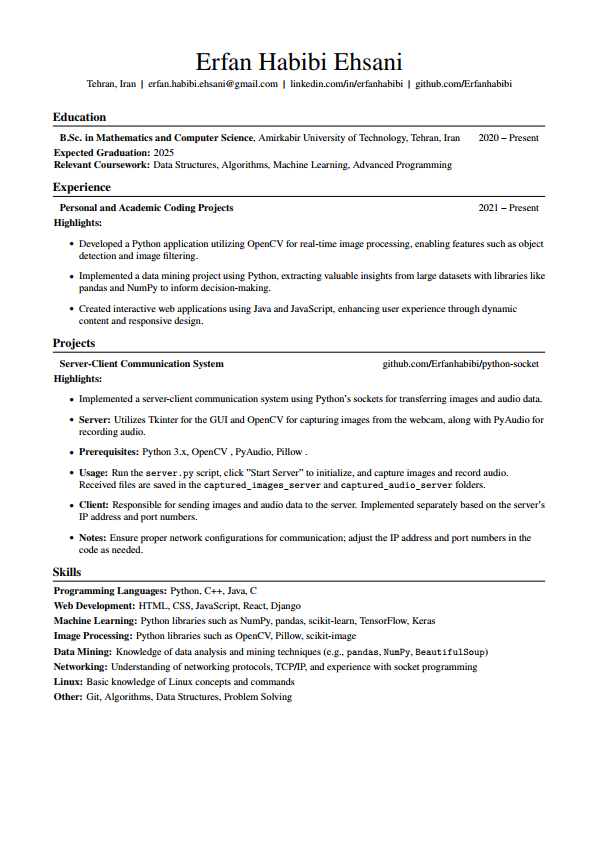 Erfan Habibi Ehsani
Tehran, Iran | erfan.habibi.ehsani@gmail.com | linkedin.com/in/erfanhabibi | github.com/Erfanhabibi
Education
B.Sc. in Mathematics and Computer Science, Amirkabir University of Technology, Tehran, Iran 2020 – Present
Expected Graduation: 2025
Relevant Coursework: Data Structures, Algorithms, Machine Learning, Advanced Programming
Experience
Personal and Academic Coding Projects 2021 – Present
Highlights:
• Developed a Python application utilizing OpenCV for real-time image processing, enabling features such as object
detection and image filtering.
• Implemented a data mining project using Python, extracting valuable insights from large datasets with libraries like
pandas and NumPy to inform decision-making.
• Created interactive web applications using Java and JavaScript, enhancing user experience through dynamic
content and responsive design.
Projects
Server-Client Communication System github.com/Erfanhabibi/python-socket
Highlights:
• Implemented a server-client communication system using Python's sockets for transferring images and audio data.
• Server: Utilizes Tkinter for the GUI and OpenCV for capturing images from the webcam, along with PyAudio for
recording audio.
• Prerequisites: Python 3.x, OpenCV , PyAudio, Pillow .
• Usage: Run the server.py script, click ”Start Server” to initialize, and capture images and record audio.
Received files are saved in the captured_images_server and captured_audio_server folders.
• Client: Responsible for sending images and audio data to the server. Implemented separately based on the server's
IP address and port numbers.
• Notes: Ensure proper network configurations for communication; adjust the IP address and port numbers in the
code as needed.
Skills
Programming Languages: Python, C++, Java, C
Web Development: HTML, CSS, JavaScript, React, Django
Machine Learning: Python libraries such as NumPy, pandas, scikit-learn, TensorFlow, Keras
Image Processing: Python libraries such as OpenCV, Pillow, scikit-image
Data Mining: Knowledge of data analysis and mining techniques (e.g., pandas, NumPy, BeautifulSoup)
Networking: Understanding of networking protocols, TCP/IP, and experience with socket programming
Linux: Basic knowledge of Linux concepts and commands
Other: Git, Algorithms, Data Structures, Problem Solving